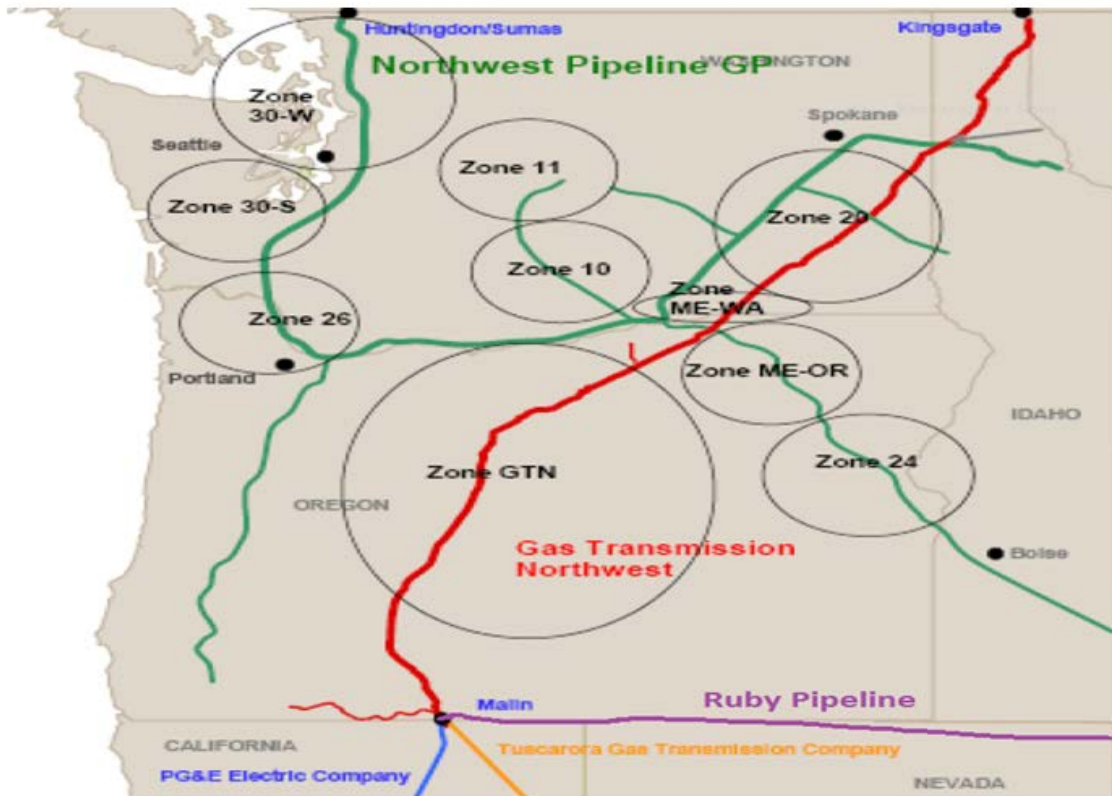 Huntingdon/Sumas
Kingsgate
Northwest Pipeline GP
WASHINGTON
Zone
30-W
Spokane
Seattle
Zone 11
Zone 30-S
Zone 20
Zone 10
Zone
ME-WA
Zone 26
Portland
Zone ME-OR
IDAHO
Zone 24
Zone GTN
OREGON
Gas Transmission
Northwest
Boise
Malin
Ruby Pipeline
CALIFORNIA
Tuscarora Gas Transmission Company
PG&E Electric Company
NEVADA